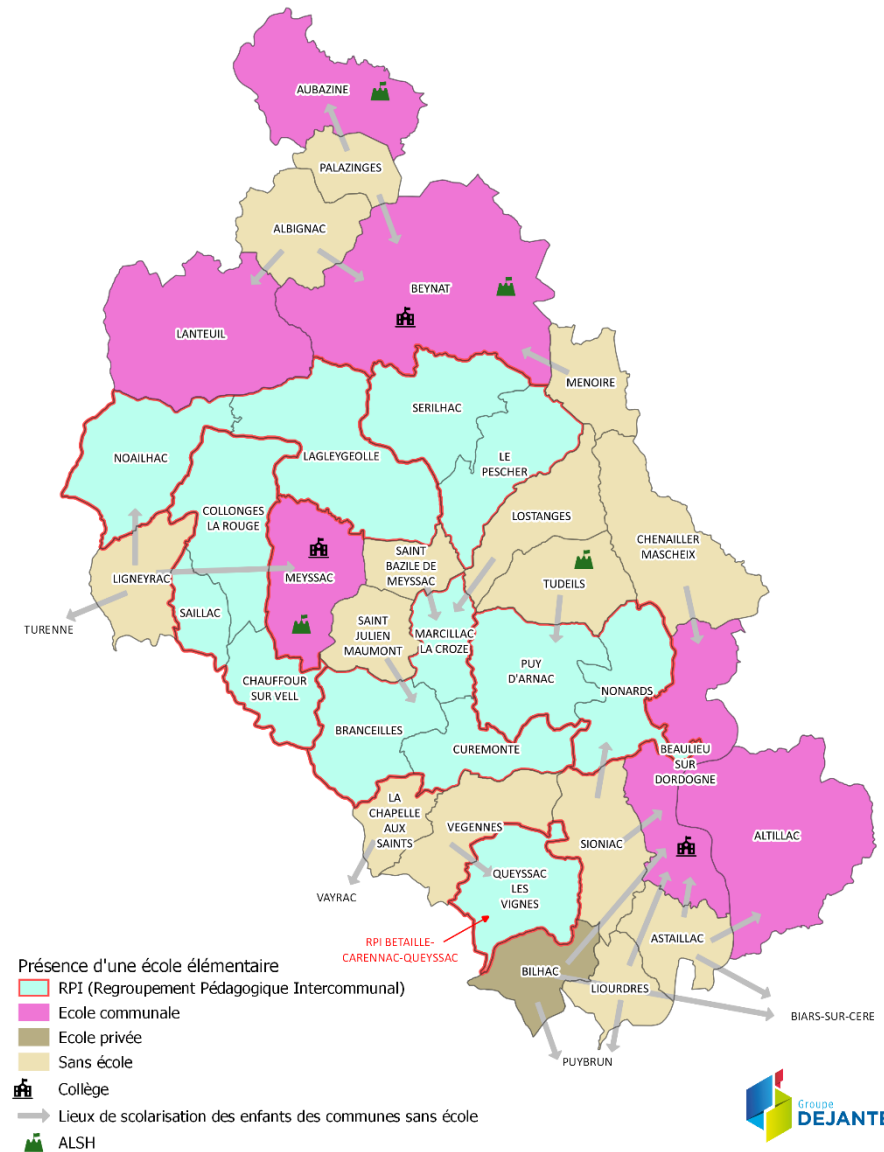 AUBAZINE
PALAZINGES
ALBIGNAC
BEYNAT
LANTEUIL
MENOIRE
SERILHAC
NOAILHAC
LAGLEYGEOLLE
LE
PESCHER
COLLONGES
LA ROUGE
LOSTANGES
CHENAILLER
MASCHEIX
SAINT
BAZILE DE
MEYSSAC
LIGNEYRAC
MEYSSAC
TUDEILS
SAILLAC
TURENNE
SAINT
JULIEN
MAUMONT
MARCILLAC
LA CROZE
PUY
D'ARNAC
CHAUFFOUR
SUR VELL
NONARDS
BRANCEILLES
CUREMONTE
BEAULIEU
SUR
DORDOGNE
LA
CHAPELLE
AUX
SAINTS
VEGENNES
SIONIAC
ALTILLAC
QUEYSSAC
LES
VIGNES
VAYRAC
RPI BETAILLE-
CARENNAC-QUEYSSAC
ASTAILLAC
BILHAC
LIOURDRES
BIARS-SUR-CERE
PUYBRUN
Présence d'une école élémentaire
RPI (Regroupement Pédagogique Intercommunal)
Ecole communale
Ecole privée
Sans école
Collège
Lieux de scolarisation des enfants des communes sans école
ALSH
Groupe
DEJANTE